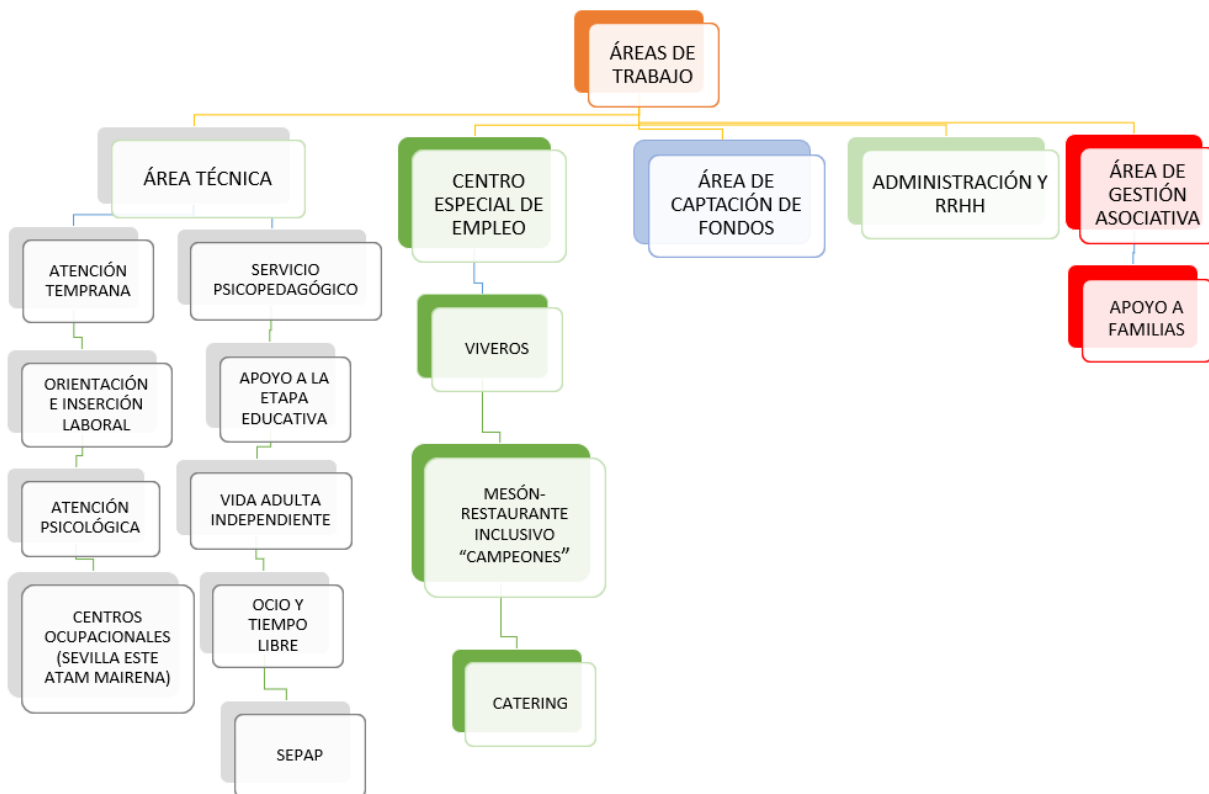 ÁREAS DE
TRABAJO
ÁREA TÉCNICA
CENTRO
ESPECIAL DE
EMPLEO
ÁREA DE
CAPTACIÓN DE
FONDOS
ADMINISTRACIÓN Y
RRHH
ÁREA DE
GESTIÓN
ASOCIATIVA
ATENCIÓN
TEMPRANA
ORIENTACIÓN
E INSERCIÓN
LABORAL
ATENCIÓN
PSICOLÓGICA
CENTROS
OCUPACIONALES
(SEVILLA ESTE
ATAM MAIRENA)
SERVICIO
PSICOPEDAGÓGICO
APOYO A LA
ETAPA
EDUCATIVA
VIDA ADULTA
INDEPENDIENTE
OCIO Y
TIEMPO
LIBRE
SEPAP
VIVEROS
MESÓN-
RESTAURANTE
INCLUSIVO
“CAMPEONES”
CATERING
APOYO A
FAMILIAS